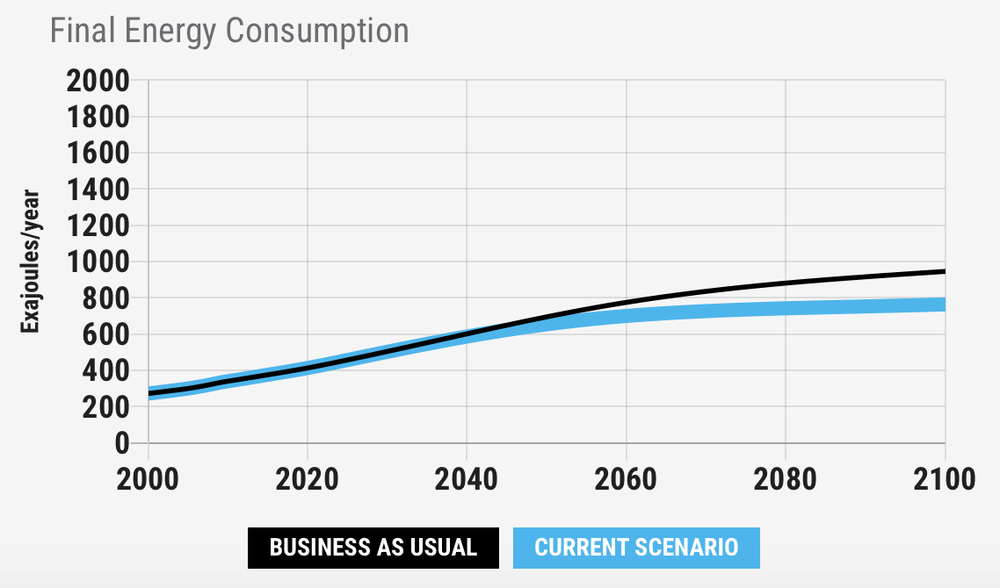 Final Energy Consumption
2000
1800
1600
1400
1200
1000
800
600
400
200
0
Exajoules/year
2000 2020 2040 2060 2080 2100
BUSINESS AS USUAL CURRENT SCENARIO